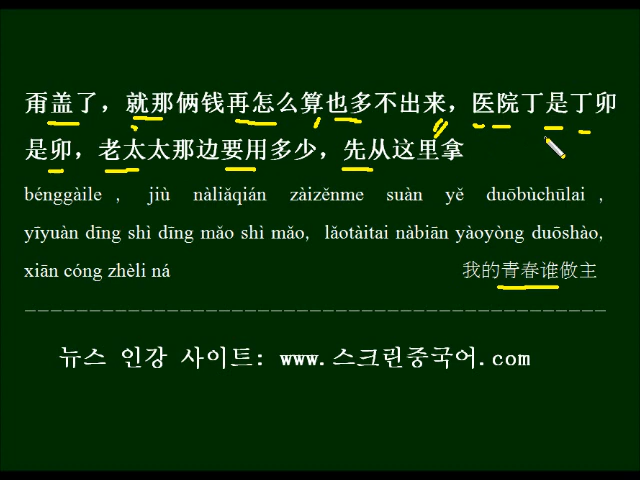 甭盖了，就那俩钱再怎么算也多不出来，医院丁是丁卯
是卯，老太太那边要用多少，先从这里拿
bénggàile , jiù nàliǎqián zàizěnme suàn yě duōbùchūlai ,
yīyuàn dīng shì dīng mǎo shì mǎo, lǎotàitai nàbiān yàoyòng duōshào,
xiān cóng zhèli ná 我的青春谁做主
뉴스 인강 사이트: www.스크린중국어.com